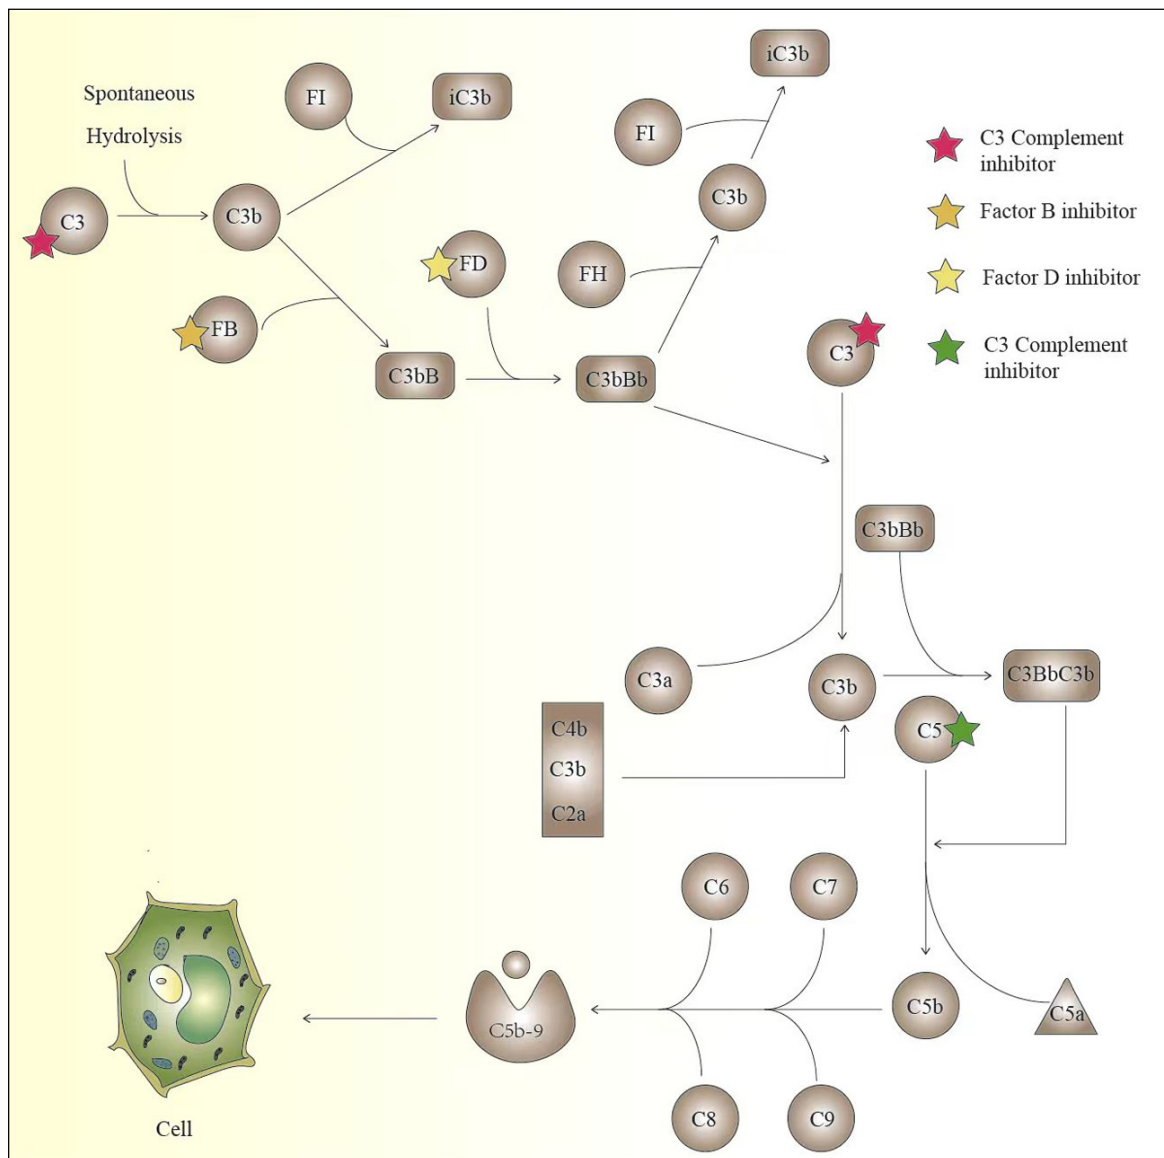 Spontaneous
Hydrolysis
FI
iC3b
iC3b
FI
C3b
C3
C3b
FD
FH
FB
C3bB
C3bBb
C3
C3 Complement
inhibitor
Factor B inhibitor
Factor D inhibitor
C3 Complement
inhibitor
C3bBb
C3a
C3b
C3BbC3b
C4b
C3b
C2a
C5
C6
C7
C5b-9
C5b
C5a
C8
C9
Cell